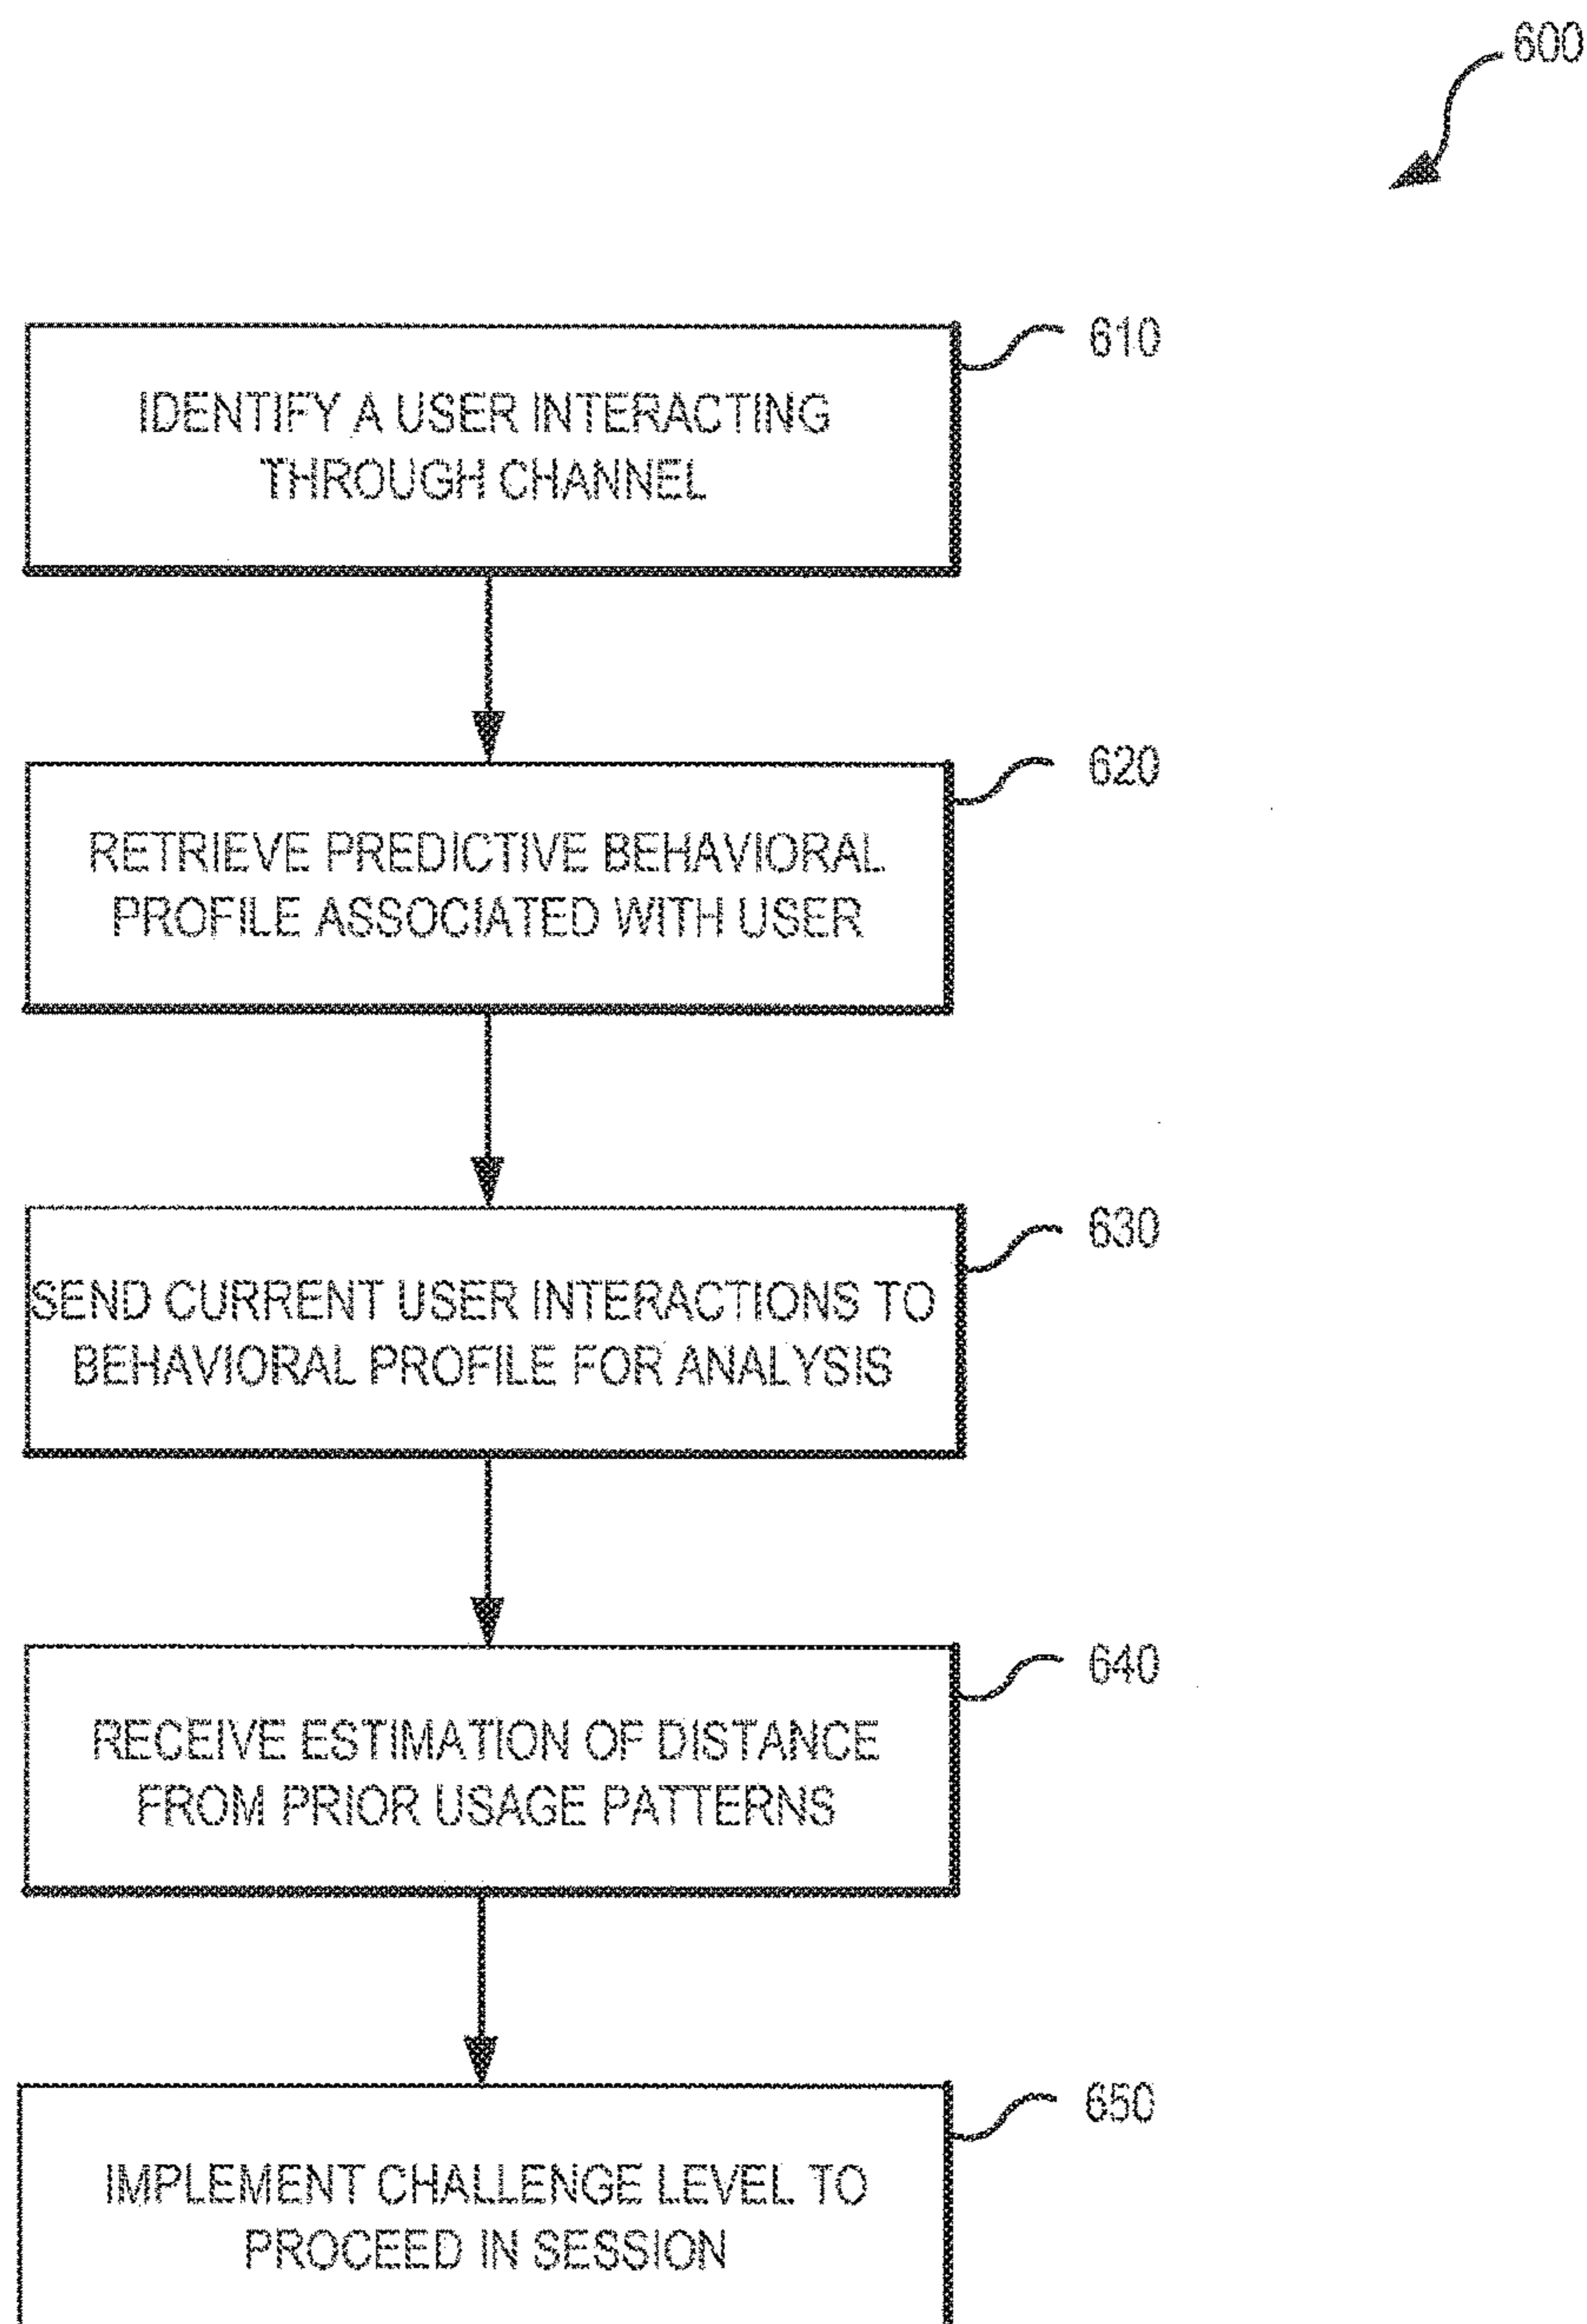 600
610
IDENTIFY A USER INTERACTING
THROUGH CHANNEL
620
RETRIEVE PREDICTIVE BEHAVIORAL
PROFILE ASSOCIATED WITH USER
630
SEND CURRENT USER INTERACTIONS TO
BEHAVIORAL PROFILE FOR ANALYSIS
640
RECEIVE ESTIMATION OF DISTANCE
FROM PRIOR USAGE PATTERNS
650
IMPLEMENT CHALLENGE LEVEL TO
PROCEED IN SESSION